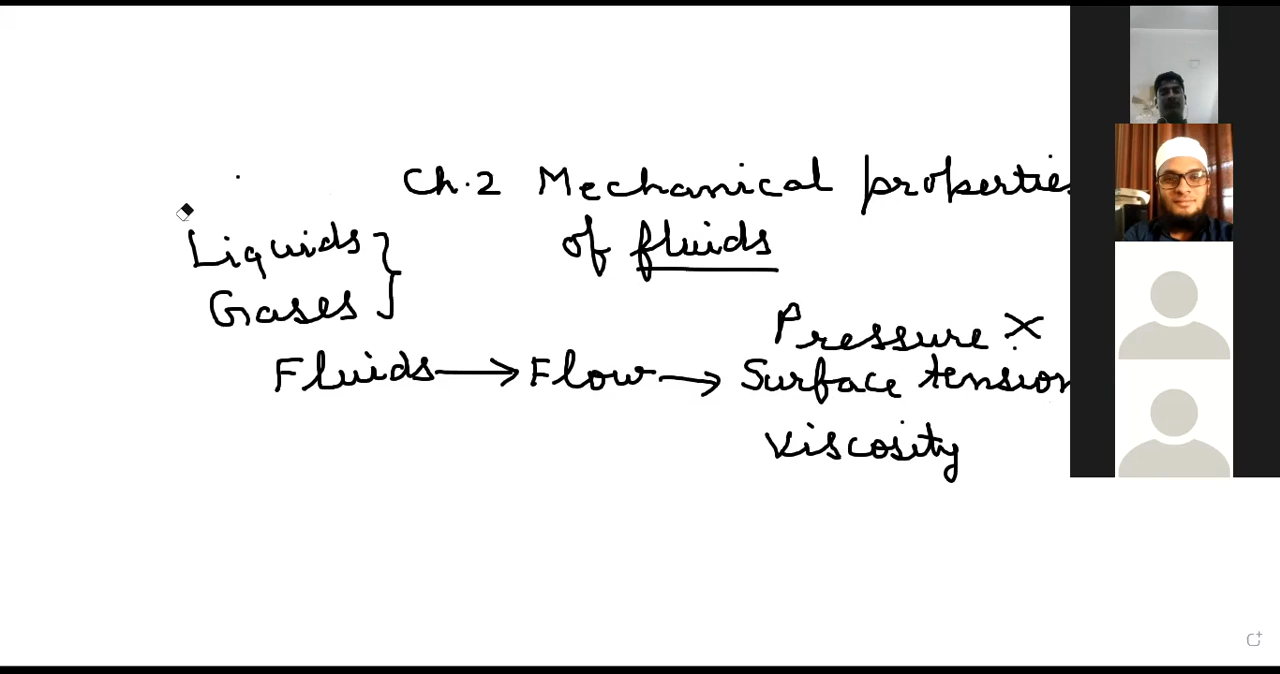 Ch.2 Mechanical properties
of fluids
Liquids
Gases
Pressure ×
Fluids → Flow → Surface tension
Viscosity